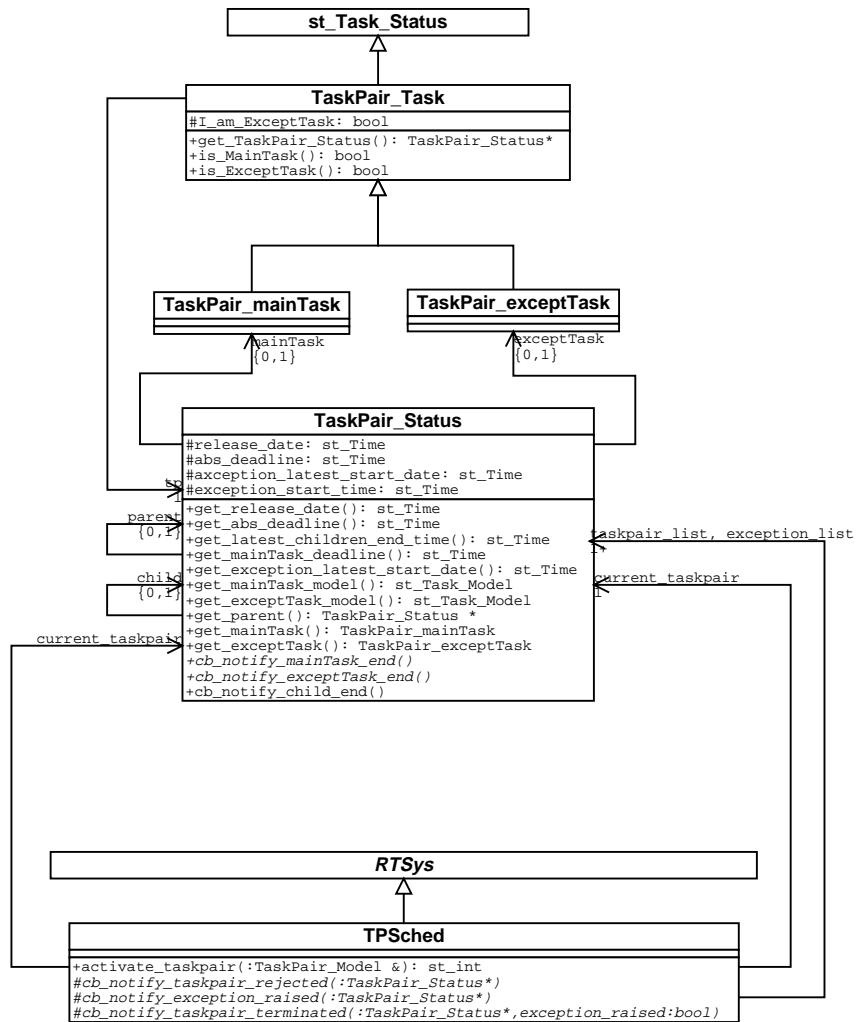 st_Task_Status
TaskPair_Task
#I_am_ExceptTask: bool
+get_TaskPair_Status(): TaskPair_Status*
+is_MainTask(): bool
+is_ExceptTask(): bool
TaskPair_mainTask
TaskPair_exceptTask
mainTask
{0,1}
exceptTask
{0,1}
TaskPair_Status
#release_date: st_Time
#abs_deadline: st_Time
#axception_latest_start_date: st_Time
#exception_start_time: st_Time
tp
1
+get_release_date(): st_Time
+get_abs_deadline(): st_Time
+get_latest_children_end_time(): st_Time
+get_mainTask_deadline(): st_Time
+get_exception_latest_start_date(): st_Time
+get_mainTask_model(): st_Task_Model
+get_exceptTask_model(): st_Task_Model
+get_parent(): TaskPair_Status *
+get_mainTask(): TaskPair_mainTask
+get_exceptTask(): TaskPair_exceptTask
+cb_notify_mainTask_end()
+cb_notify_exceptTask_end()
+cb_notify_child_end()
parent
{0,1}
child
{0,1}
current_taskpair
taskpair_list, exception_list
1+
current_taskpair
1
RTSys
TPSched
+activate_taskpair(:TaskPair_Model &): st_int
#cb_notify_taskpair_rejected(:TaskPair_Status*)
#cb_notify_exception_raised(:TaskPair_Status*)
#cb_notify_taskpair_terminated(:TaskPair_Status*,exception_raised:bool)